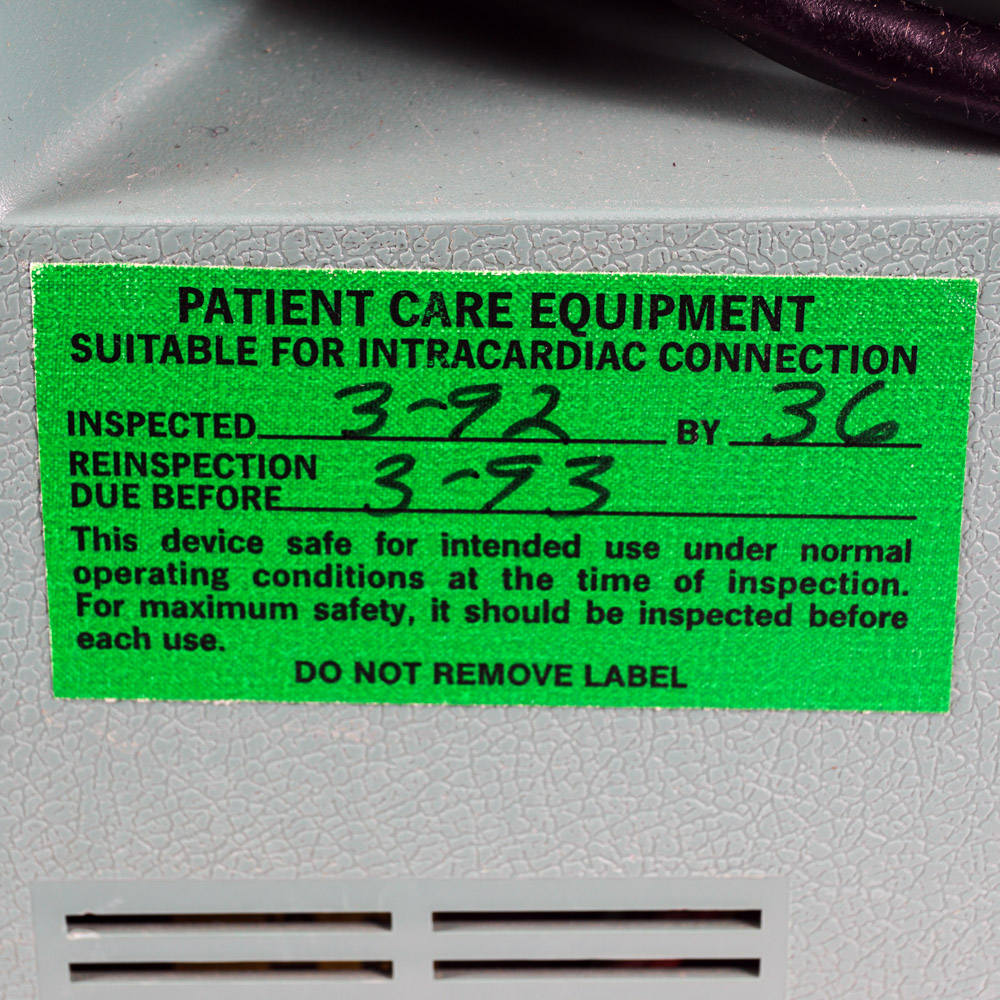 PATIENT CARE EQUIPMENT
SUITABLE FOR INTRACARDIAC CONNECTION
INSPECTED 3-92 BY 36
REINSPECTION
DUE BEFORE 3-93
This device safe for intended use under normal
operating conditions at the time of inspection.
For maximum safety, it should be inspected before
each use.
DO NOT REMOVE LABEL